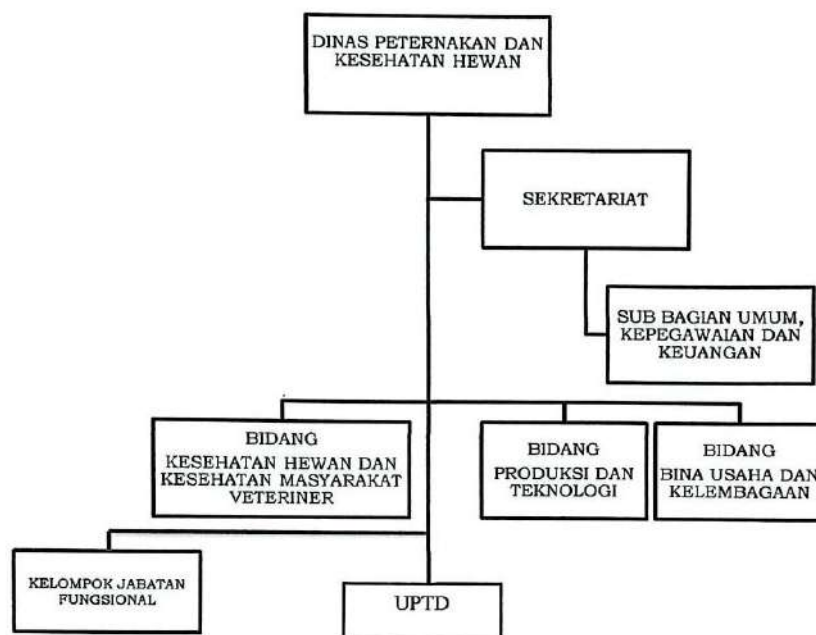 DINAS PETERNAKAN DAN
KESEHATAN HEWAN
SEKRETARIAT
SUB BAGIAN UMUM,
KEPEGAWAIAN DAN
KEUANGAN
BIDANG
KESEHATAN HEWAN DAN
KESEHATAN MASYARAKAT
VETERINER
BIDANG
PRODUKSI DAN
TEKNOLOGI
BIDANG
BINA USAHA DAN
KELEMBAGAAN
KELOMPOK JABATAN
FUNGSIONAL
UPTD